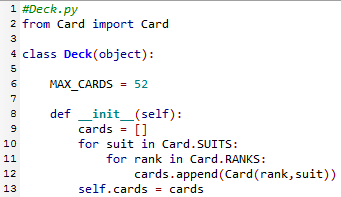 1 #Deck.py
2 from Card import Card
3
4 class Deck(object):
5
6     MAX_CARDS = 52
7
8     def __init__(self):
9         cards = []
10         for suit in Card.SUITS:
11             for rank in Card.RANKS:
12                 cards.append(Card(rank,suit))
13         self.cards = cards